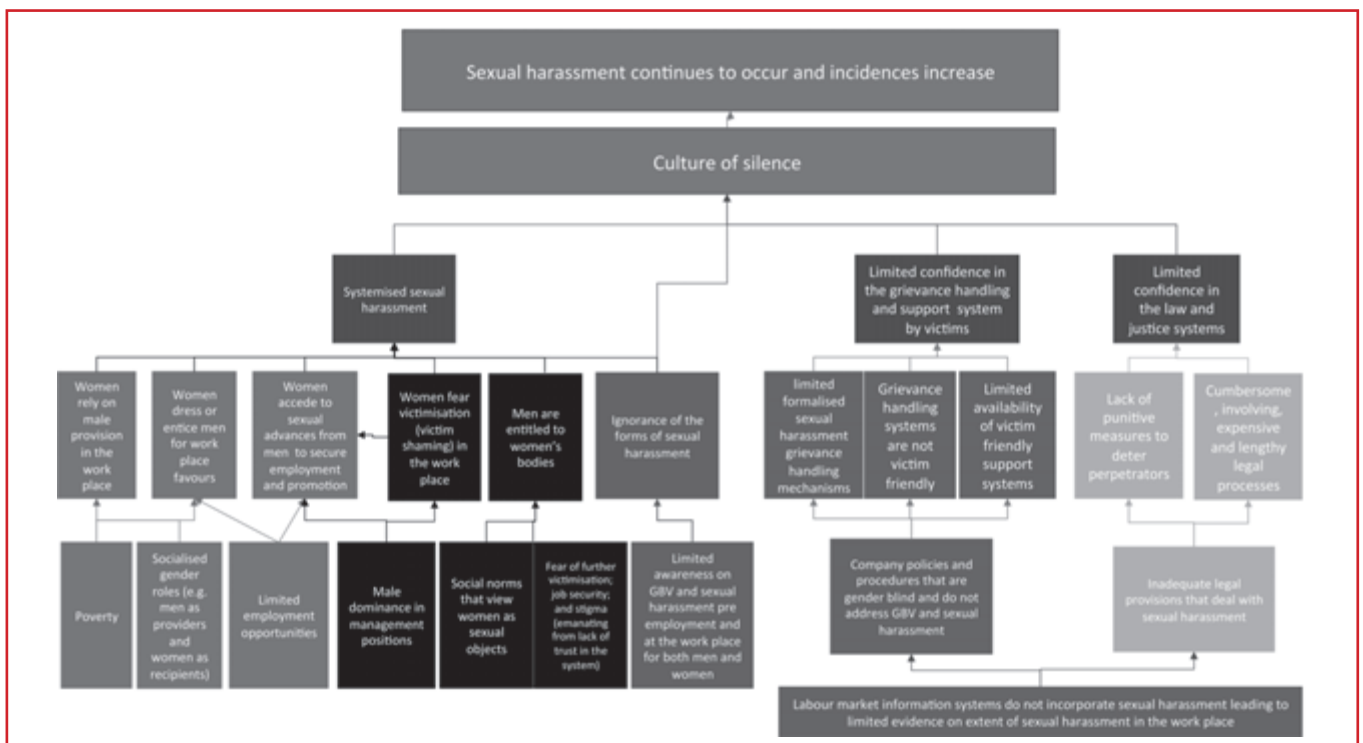 Sexual harassment continues to occur and incidences increase
Culture of silence
Systemised sexual
harassment
Limited confidence in
the grievance handling
and support system
by victims
Limited
confidence in
the law and
justice systems
Women
rely on
male
provision
in the
work
place
Women
dress or
entice men
for work
place
favours
Women
accede to
sexual
advances from
men to secure
employment
and promotion
Women fear
victimisation
(victim
shaming) in
the work
place
Men are
entitled to
women's
bodies
Ignorance of the
forms of sexual
harassment
limited
formalised
sexual
harassment
grievance
handling
mechanisms
Grievance
handling
systems
are not
victim
friendly
Limited
availability
of victim
friendly
support
systems
Lack of
punitive
measures to
deter
perpetrators
Cumbersome
, involving,
expensive
and lengthy
legal
processes
Poverty
Socialised
gender
roles (e.g.
men as
providers
and
women as
recipients)
Limited
employment
opportunities
Male
dominance in
management
positions
Social norms
that view
women as
sexual
objects
Fear of further
victimisation;
job security;
and stigma
(emanating
from lack of
trust in the
system)
Limited
awareness on
GBV and sexual
harassment pre
employment and
at the work place
for both men and
women
Company policies and
procedures that are
gender blind and do not
address GBV and sexual
harassment
Inadequate legal
provisions that deal with
sexual harassment
Labour market information systems do not incorporate sexual harassment leading to
limited evidence on extent of sexual harassment in the work place